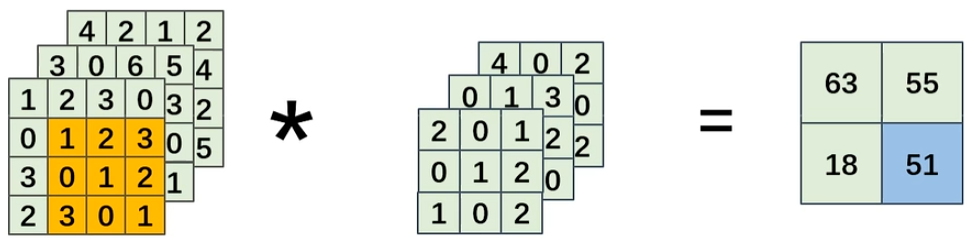 4 2 1 2
3 0 6 5 4
1 2 3 0 3 2
0 1 2 3 0 5
3 0 1 2 1
2 3 0 1
*
4 0 2
0 1 3 0
2 0 1 2 2
0 1 2 0
1 0 2
=
63 55
18 51